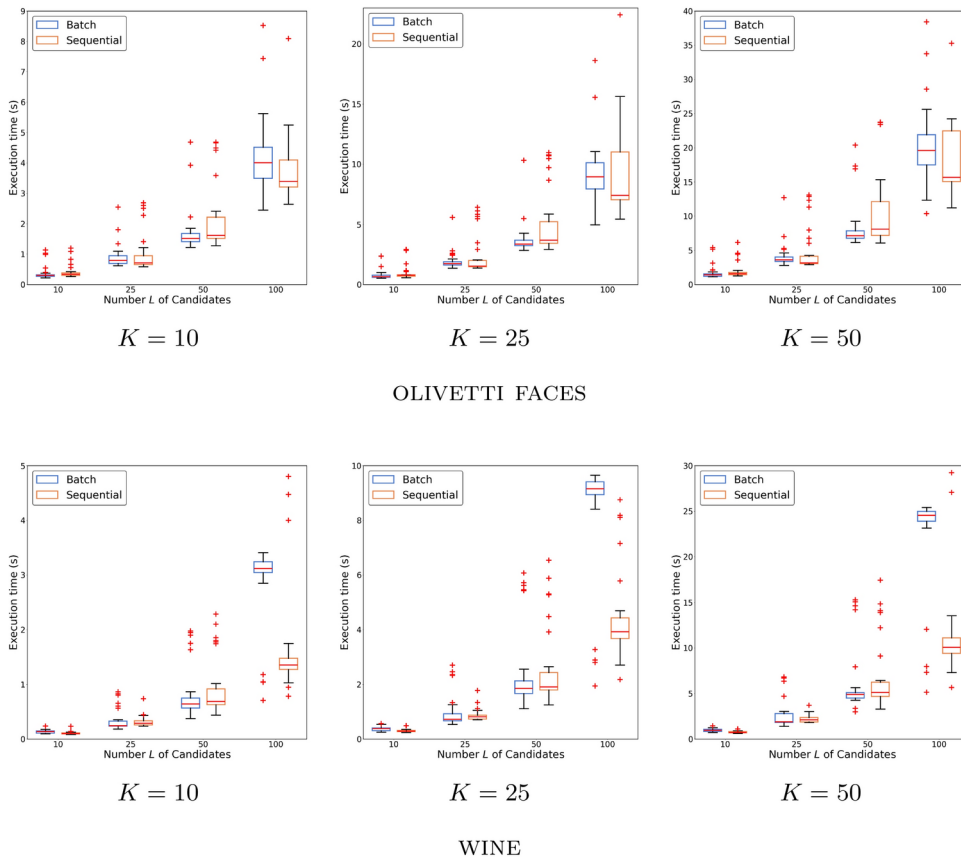 Execution time (s)
9
8
7
6
5
4
3
2
1
0
Batch
Sequential
10 25 50 100
Number L of Candidates
K = 10
Execution time (s)
20
15
10
5
0
Batch
Sequential
10 25 50 100
Number L of Candidates
K = 25
Execution time (s)
40
35
30
25
20
15
10
5
0
Batch
Sequential
10 25 50 100
Number L of Candidates
K = 50
OLIVETTI FACES
Execution time (s)
5
4
3
2
1
0
Batch
Sequential
10 25 50 100
Number L of Candidates
K = 10
Execution time (s)
10
8
6
4
2
0
Batch
Sequential
10 25 50 100
Number L of Candidates
K = 25
Execution time (s)
30
25
20
15
10
5
0
Batch
Sequential
10 25 50 100
Number L of Candidates
K = 50
WINE